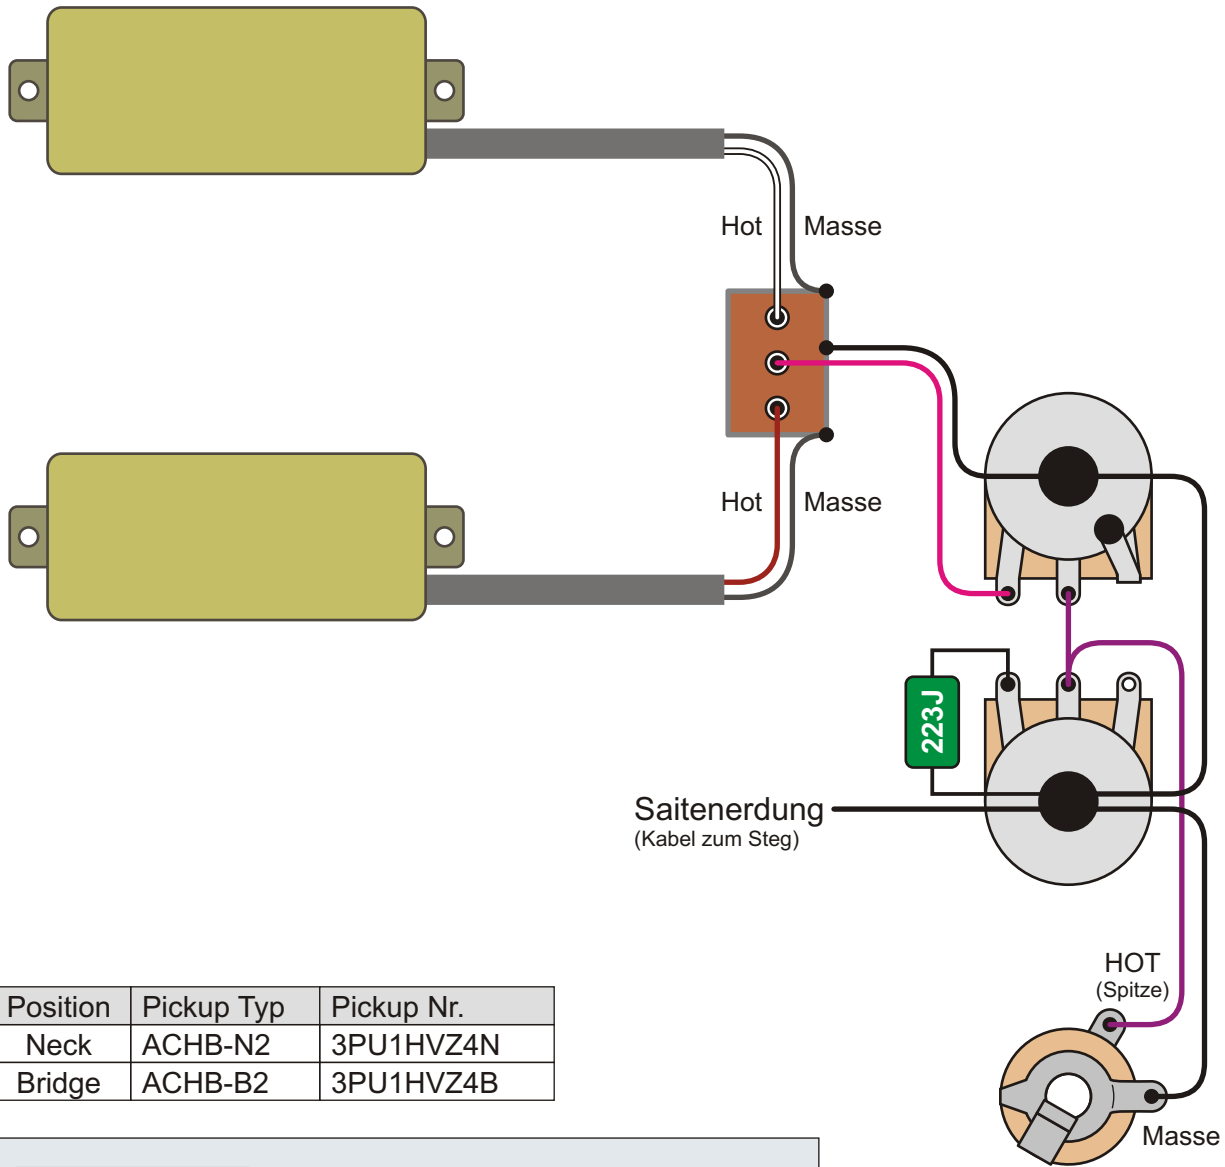 Hot Masse
Hot Masse
223J
Saitenerdung
(Kabel zum Steg)
HOT
(Spitze)
Position Pickup Typ Pickup Nr.
Neck ACHB-N2 3PU1HVZ4N
Bridge ACHB-B2 3PU1HVZ4B
Masse